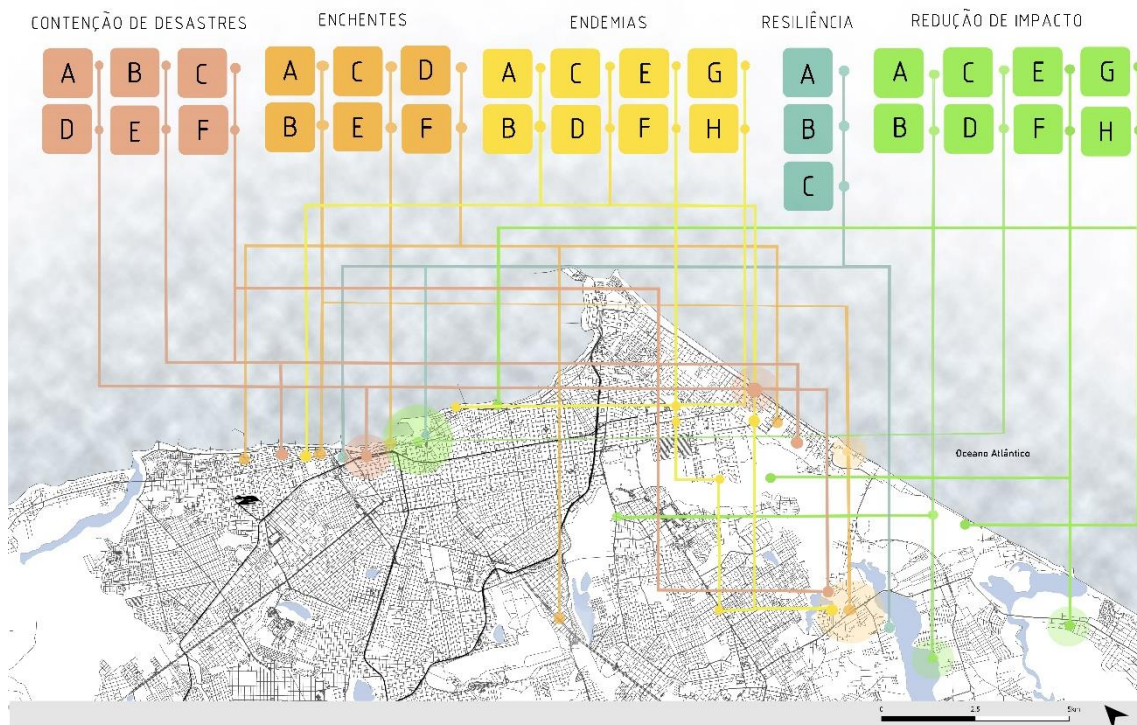 CONTENÇÃO DE DESASTRES
ENCHENTES
ENDEMIAS
RESILIÊNCIA
REDUÇÃO DE IMPACTO
A B C
D E F
A C D
B E F
A C E G
B D F H
A
B
C
A C E G
B D F H
Oceano Atlântico
0 2.5 5km